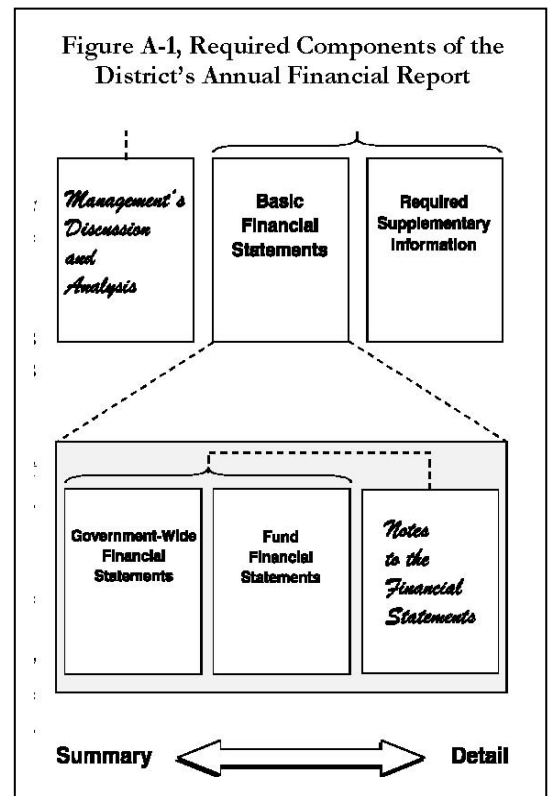 Figure A-1, Required Components of the
District's Annual Financial Report
Management's
Discussion
and
Analysis
Basic
Financial
Statements
Required
Supplementary
Information
Government-Wide
Financial
Statements
Fund
Financial
Statements
Notes
to the
Financial
Statements
Summary
Detail